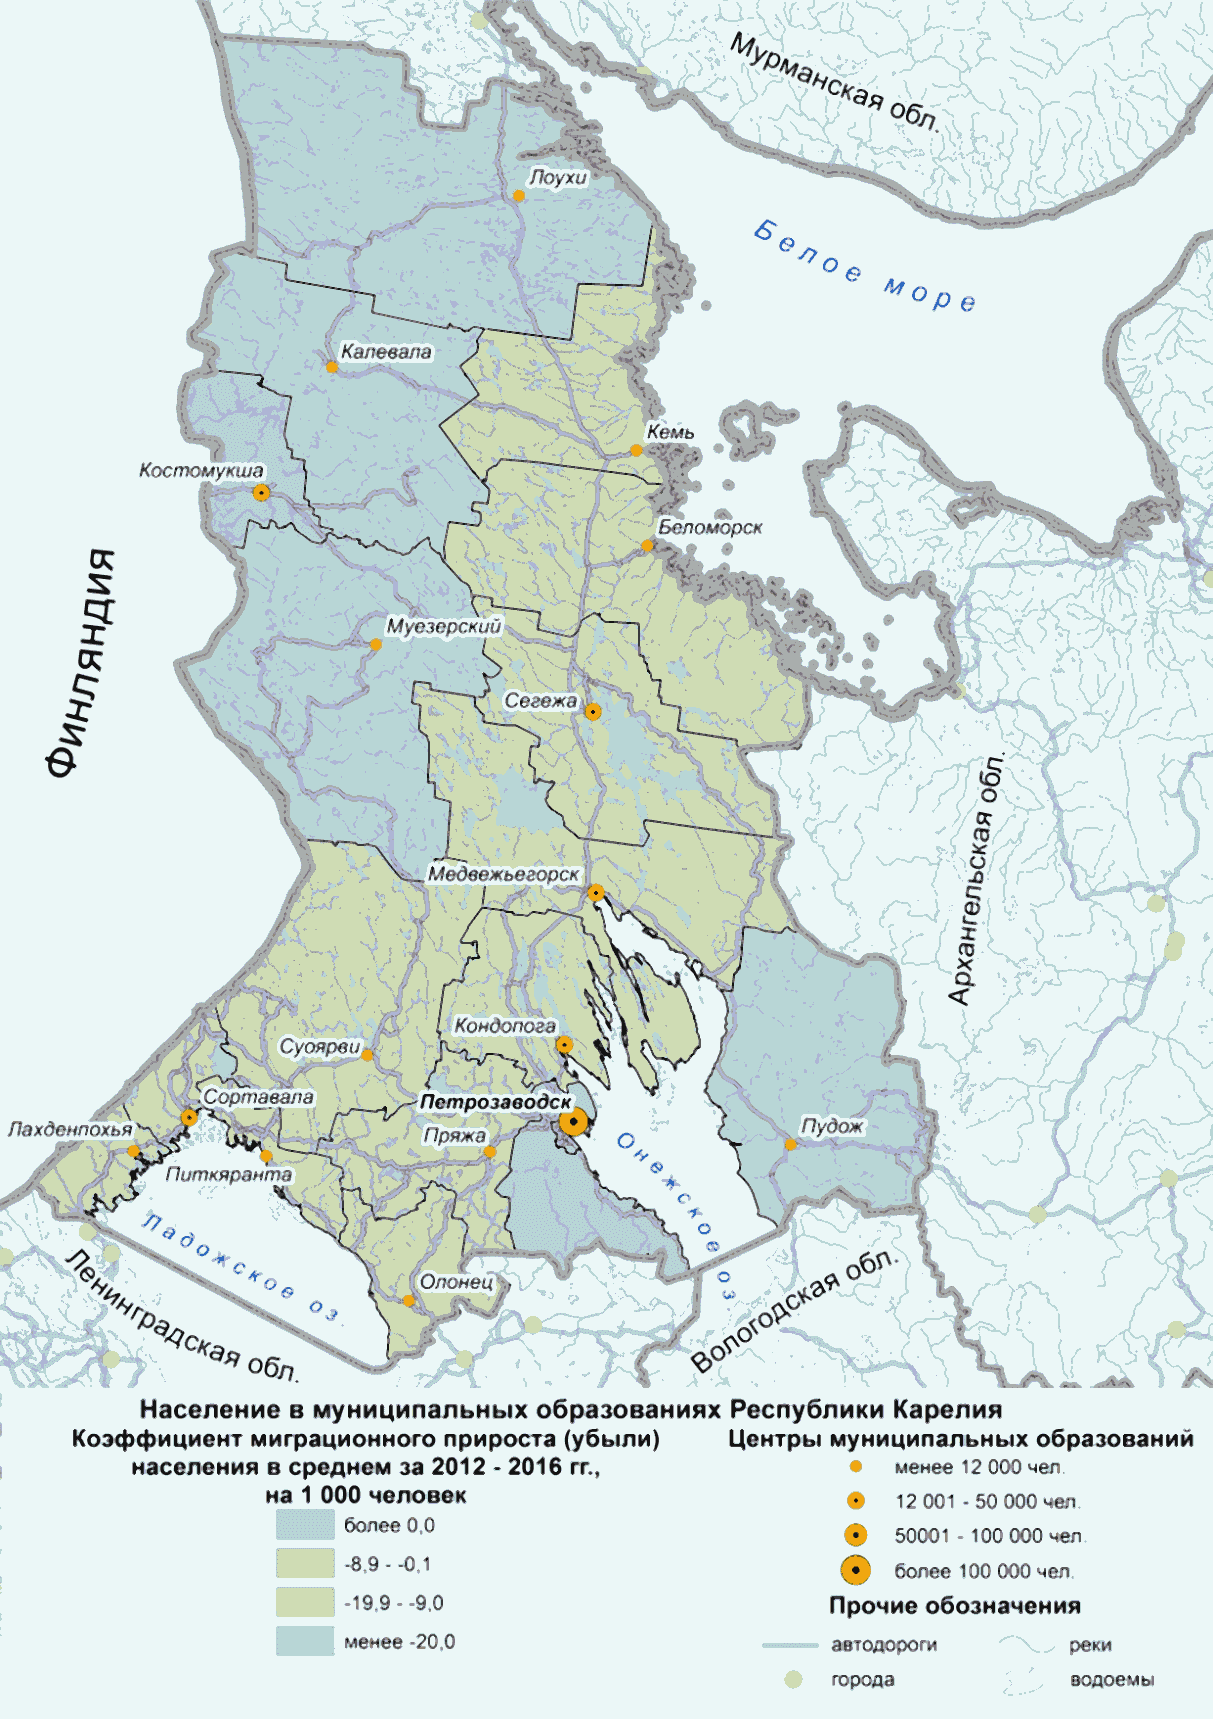 Мурманская обл.
Лоухи
Белое море
Калевала
Кемь
Костомукша
Беломорск
Финляндия
Муезерский
Сегежа
Архангельская обл.
Медвежьегорск
Кондопога
Суоярви
Сортавала
Петрозаводск
Лахденпохья
Пряжа
Пудож
Питкяранта
Онежское оз.
Ладожское оз.
Олонец
Ленинградская обл.
Вологодская обл.
Население в муниципальных образованиях Республики Карелия
Коэффициент миграционного прироста (убыли)
населения в среднем за 2012 - 2016 гг.,
на 1 000 человек
более 0,0
-8,9 - -0,1
-19,9 - -9,0
менее -20,0
Центры муниципальных образований
менее 12 000 чел.
12 001 - 50 000 чел.
50001 - 100 000 чел.
более 100 000 чел.
Прочие обозначения
автодороги
реки
города
водоемы